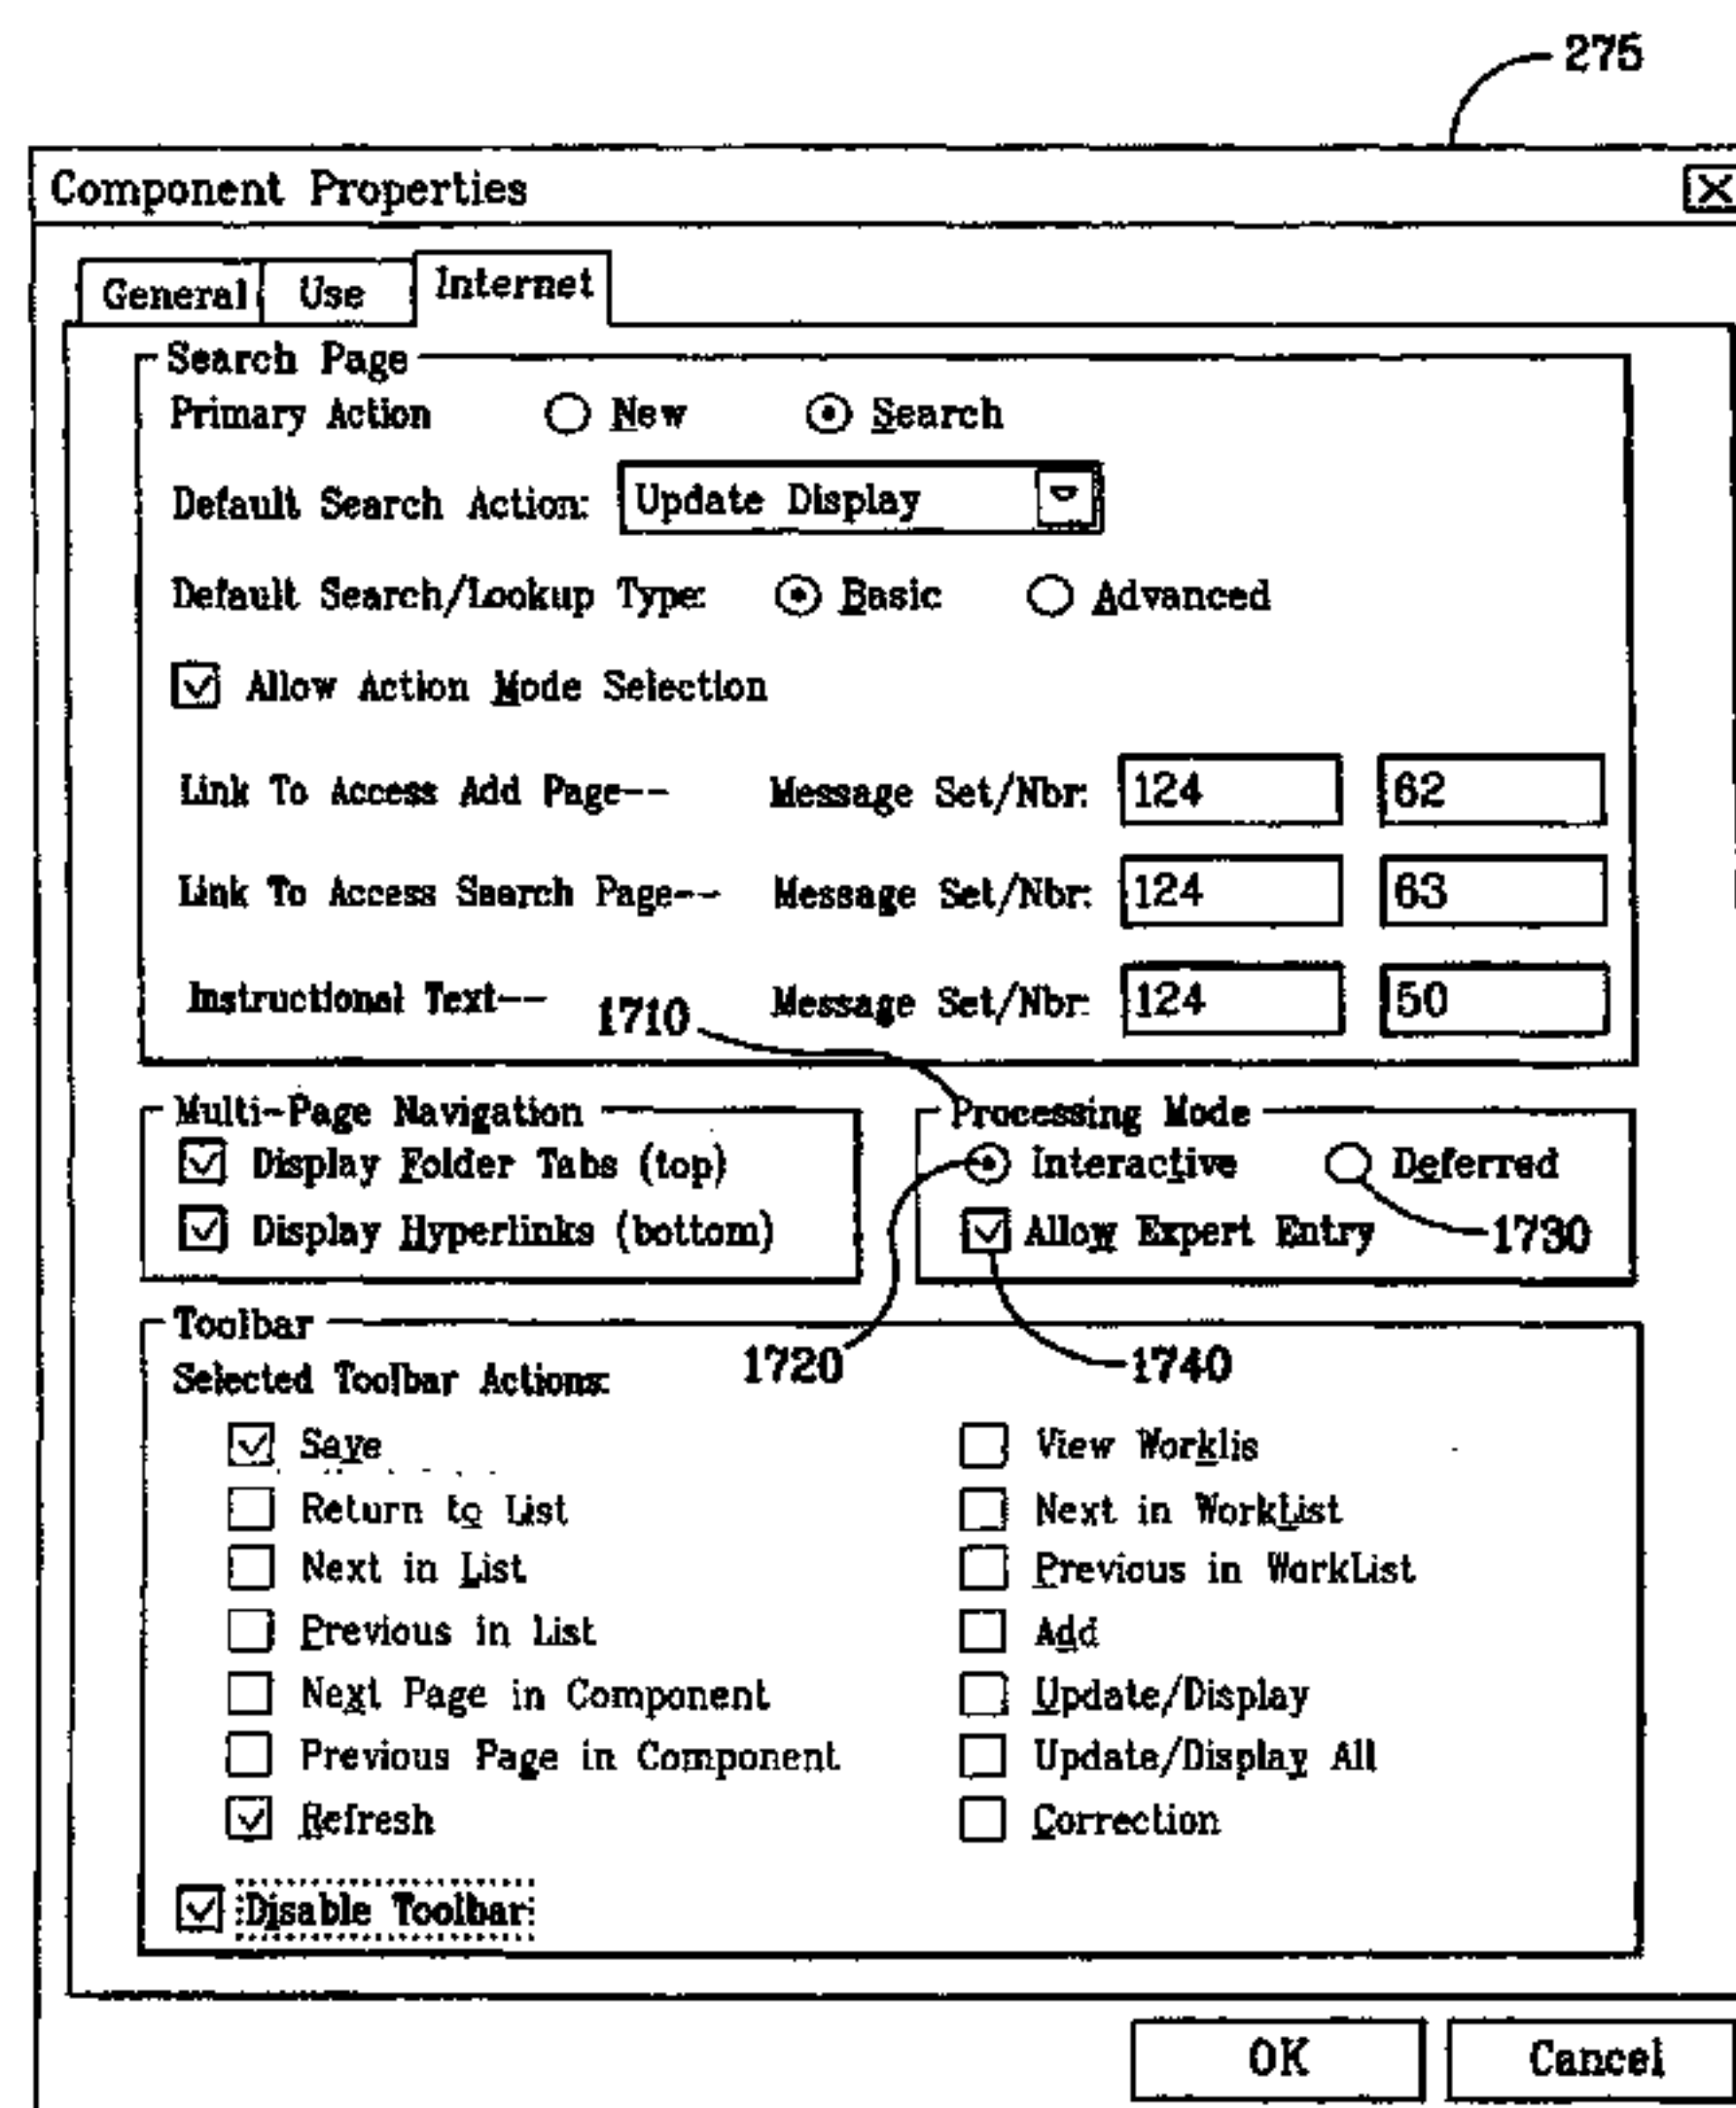 275
Component Properties
General Use Internet
Search Page
Primary Action New Search
Default Search Action: Update Display
Default Search/Lookup Type: Basic Advanced
Allow Action Mode Selection
Link To Access Add Page-- Message Set/Nbr: 124 62
Link To Access Search Page-- Message Set/Nbr: 124 63
Instructional Text-- Message Set/Nbr: 124 50
1710
Multi-Page Navigation
Display Folder Tabs (top)
Display Hyperlinks (bottom)
Processing Mode
Interactive Deferred
Allow Expert Entry 1730
1720 1740
Toolbar
Selected Toolbar Actions:
Save
Return to List
Next in List
Previous in List
Next Page in Component
Previous Page in Component
Refresh
View Worklis
Next in WorkList
Previous in WorkList
Add
Update/Display
Update/Display All
Correction
Disable Toolbar
OK Cancel